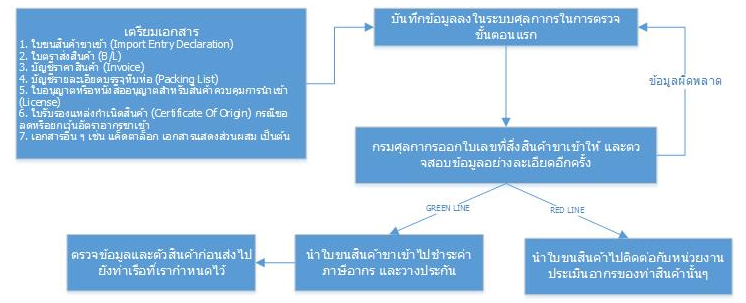 เตรียมเอกสาร
1. ใบขนสินค้าขาเข้า (Import Entry Declaration)
2. ใบตราส่งสินค้า (B/L)
3. บัญชีราคาสินค้า (Invoice)
4. บัญชีรายละเอียดบรรจุหีบห่อ (Packing List)
5. ใบอนุญาตหรือหนังสืออนุญาตสำหรับสินค้าควบคุมการนำเข้า
(License)
6. ใบรับรองแหล่งกำเนิดสินค้า (Certificate Of Origin) กรณีขอ
ลดหรือยกเว้นอัตราอากรขาเข้า
7. เอกสารอื่น ๆ เช่น แค็ตตาล็อก เอกสารแสดงส่วนผสม เป็นต้น
บันทึกข้อมูลลงในระบบศุลกากรในการตรวจ
ขั้นตอนแรก
ข้อมูลผิดพลาด
กรมศุลกากรออกใบเลขที่สั่งสินค้าขาเข้าให้ และตรว
จสอบข้อมูลอย่างละเอียดอีกครั้ง
GREEN LINE
RED LINE
ตรวจข้อมูลและตัวสินค้าก่อนส่งไป
ยังท่าเรือที่เรากำหนดไว้
นำใบขนสินค้าขาเข้าไปชำระค่า
ภาษีอากร และวางประกัน
นำใบขนสินค้าไปติดต่อกับหน่วยงาน
ประเมินอากรของท่าสินค้านั้นๆ